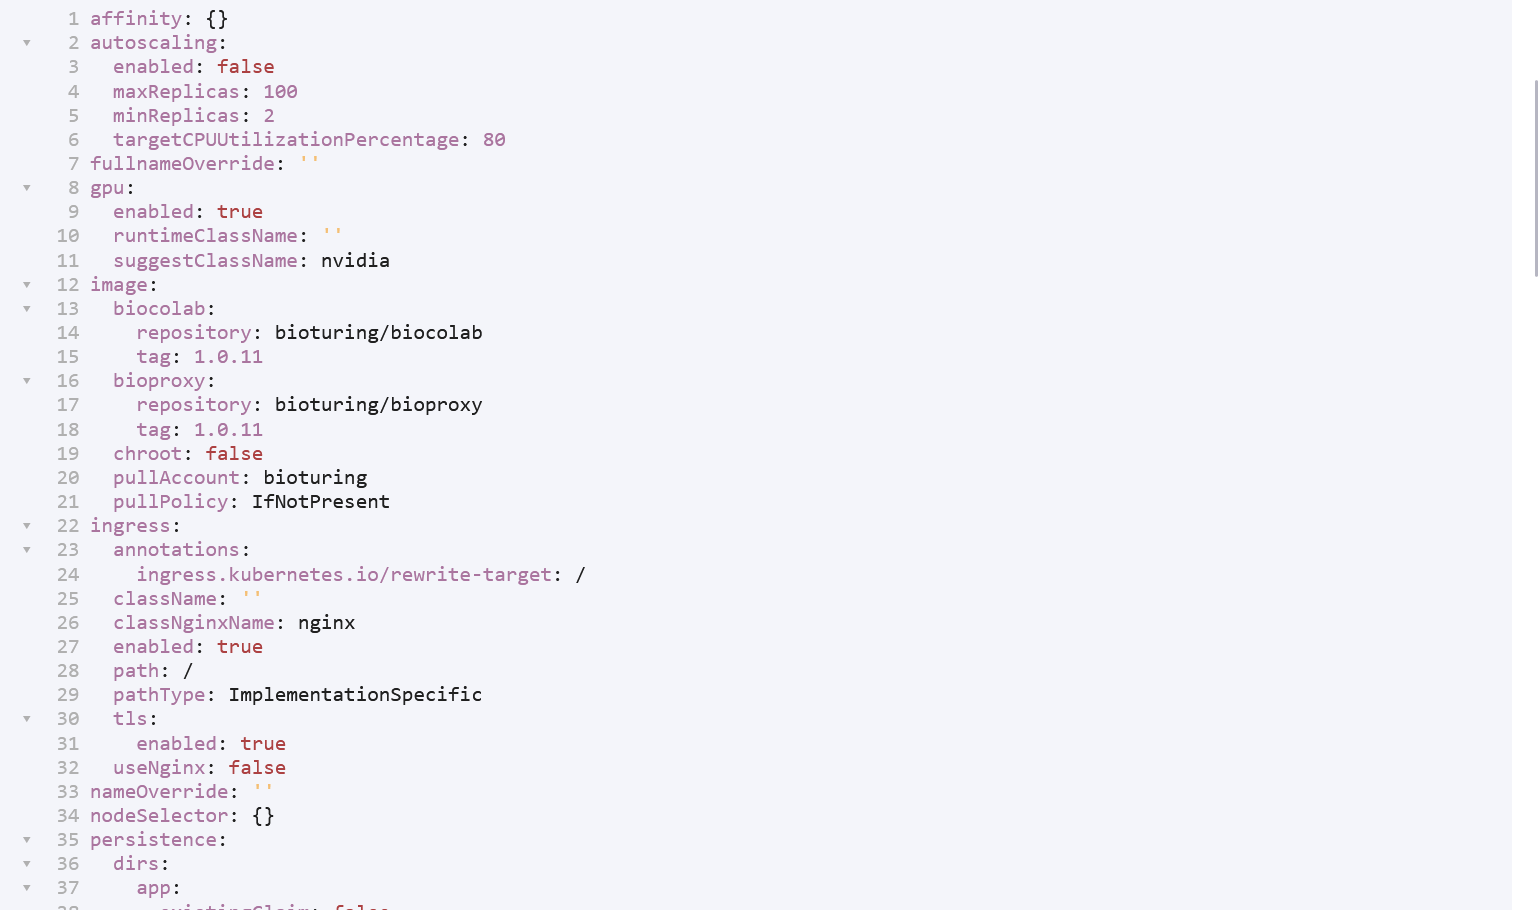 1 affinity: {}
2 autoscaling:
3   enabled: false
4   maxReplicas: 100
5   minReplicas: 2
6   targetCPUUtilizationPercentage: 80
7 fullnameOverride: ''
8 gpu:
9   enabled: true
10   runtimeClassName: ''
11   suggestClassName: nvidia
12 image:
13   biocolab:
14     repository: bioturing/biocolab
15     tag: 1.0.11
16   bioproxy:
17     repository: bioturing/bioproxy
18     tag: 1.0.11
19   chroot: false
20   pullAccount: bioturing
21   pullPolicy: IfNotPresent
22 ingress:
23   annotations:
24     ingress.kubernetes.io/rewrite-target: /
25   className: ''
26   classNginxName: nginx
27   enabled: true
28   path: /
29   pathType: ImplementationSpecific
30   tls:
31     enabled: true
32   useNginx: false
33 nameOverride: ''
34 nodeSelector: {}
35 persistence:
36   dirs:
37     app:
38       existingClaim: false